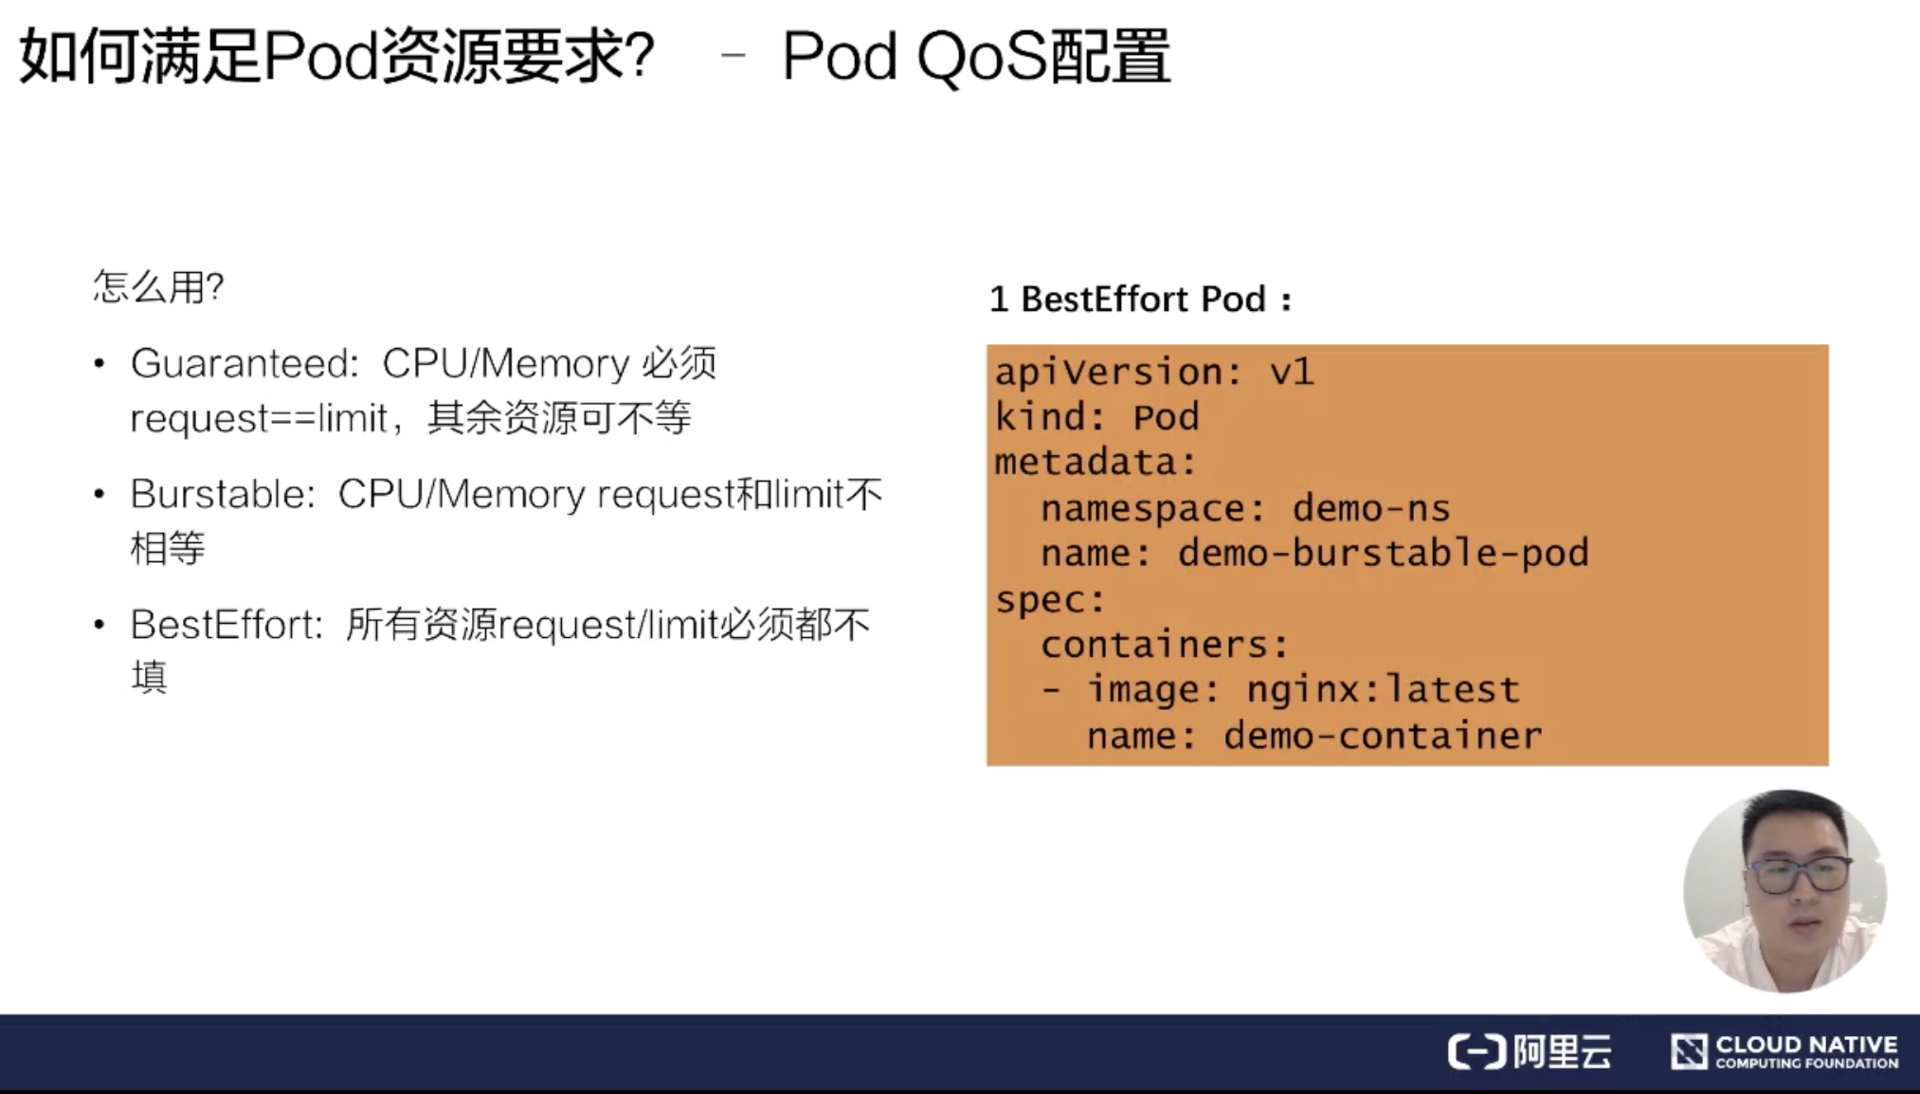 如何满足Pod资源要求? - Pod QoS配置
怎么用?
• Guaranteed: CPU/Memory 必须
request==limit, 其余资源可不等
• Burstable: CPU/Memory request和limit不
相等
• BestEffort: 所有资源request/limit必须都不
填
1 BestEffort Pod：
apiVersion: v1
kind: Pod
metadata:
  namespace: demo-ns
  name: demo-burstable-pod
spec:
  containers:
  - image: nginx:latest
    name: demo-container
阿里云
CLOUD NATIVE
COMPUTING FOUNDATION